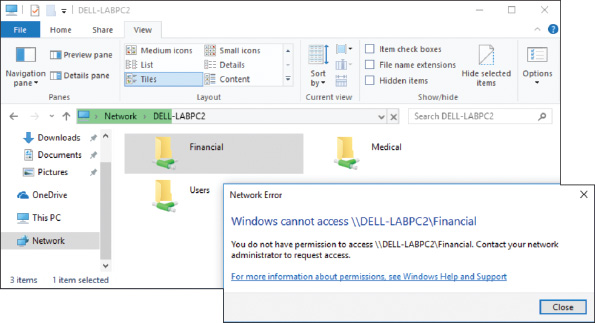 DELL-LABPC2
File Home Share View
Navigation pane
Preview pane
Details pane
Panes
Medium icons Small icons
List Details
Tiles Content
Layout
Sort by
Current view
Item check boxes
File name extensions
Hidden items
Hide selected items
Show/hide
Options
Network DELL-LABPC2
Search DELL-LABPC2
Downloads
Documents
Pictures
OneDrive
This PC
Network
Financial
Medical
Users
3 items 1 item selected
Network Error
Windows cannot access \\DELL-LABPC2\Financial
You do not have permission to access \\DELL-LABPC2\Financial. Contact your network
administrator to request access.
For more information about permissions, see Windows Help and Support
Close